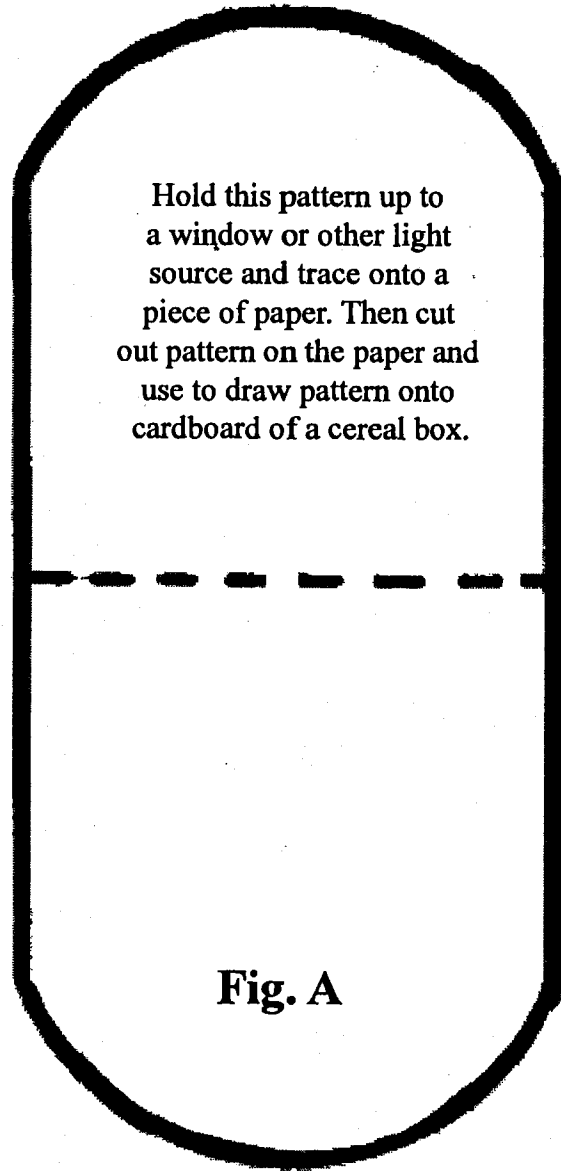 Hold this pattern up to
a window or other light
source and trace onto a
piece of paper. Then cut
out pattern on the paper and
use to draw pattern onto
cardboard of a cereal box.
Fig. A